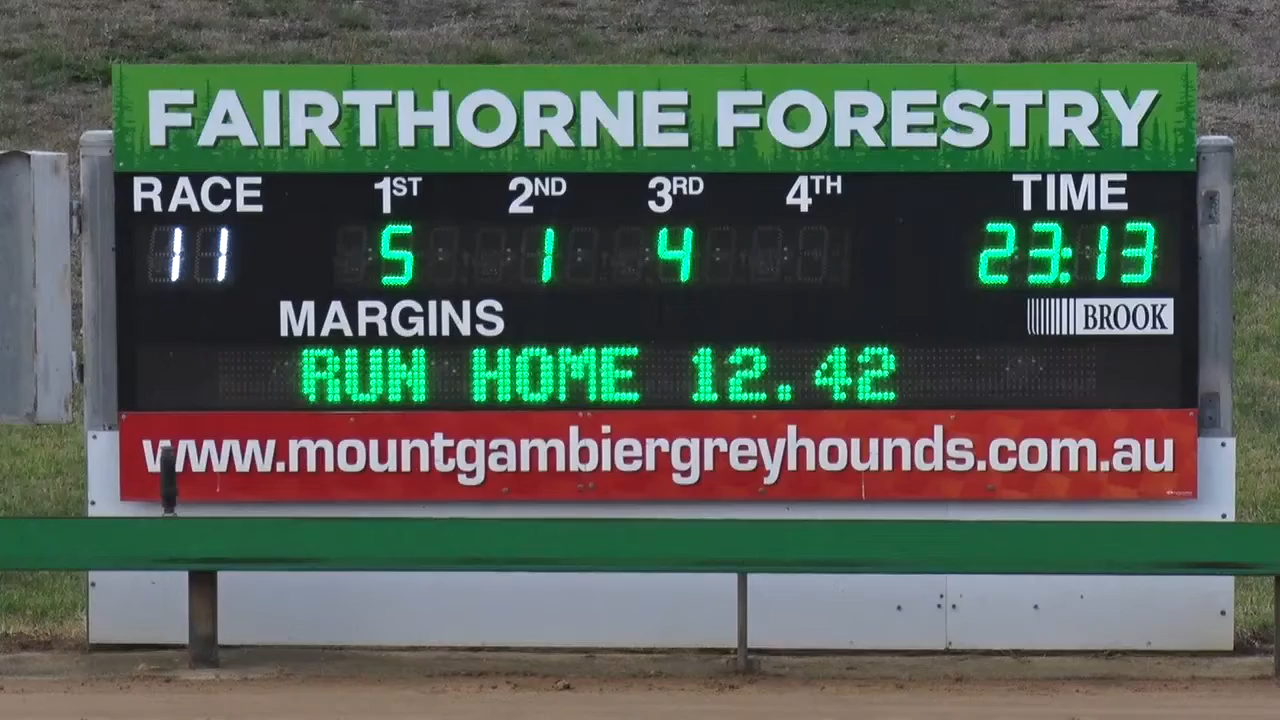 FAIRTHORNE FORESTRY
RACE 1ST 2ND 3RD 4TH TIME
11 5 1 4 23:13
MARGINS BROOK
RUN HOME 12.42
www.mountgambiergreyhounds.com.au